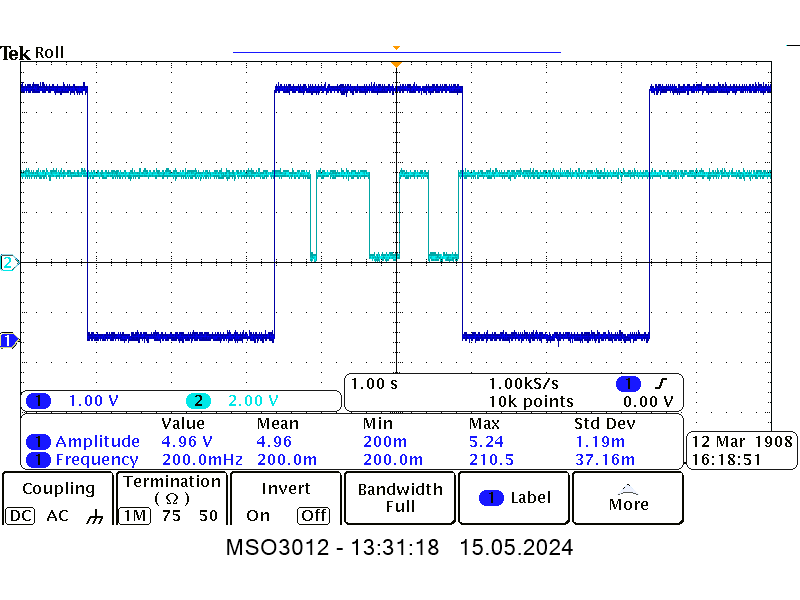 Tek Roll
2
1
1 1.00 V 2 2.00 V
1.00 s 1.00kS/s 1
10k points 0.00 V
Value Mean Min Max Std Dev
1 Amplitude 4.96 V 4.96 200m 5.24 1.19m
1 Frequency 200.0mHz 200.0m 200.0m 210.5 37.16m
12 Mar 1908
16:18:51
Coupling
DC AC
Termination
(Ω)
1M 75 50
Invert
On Off
Bandwidth
Full
1 Label
More
MSO3012 - 13:31:18 15.05.2024